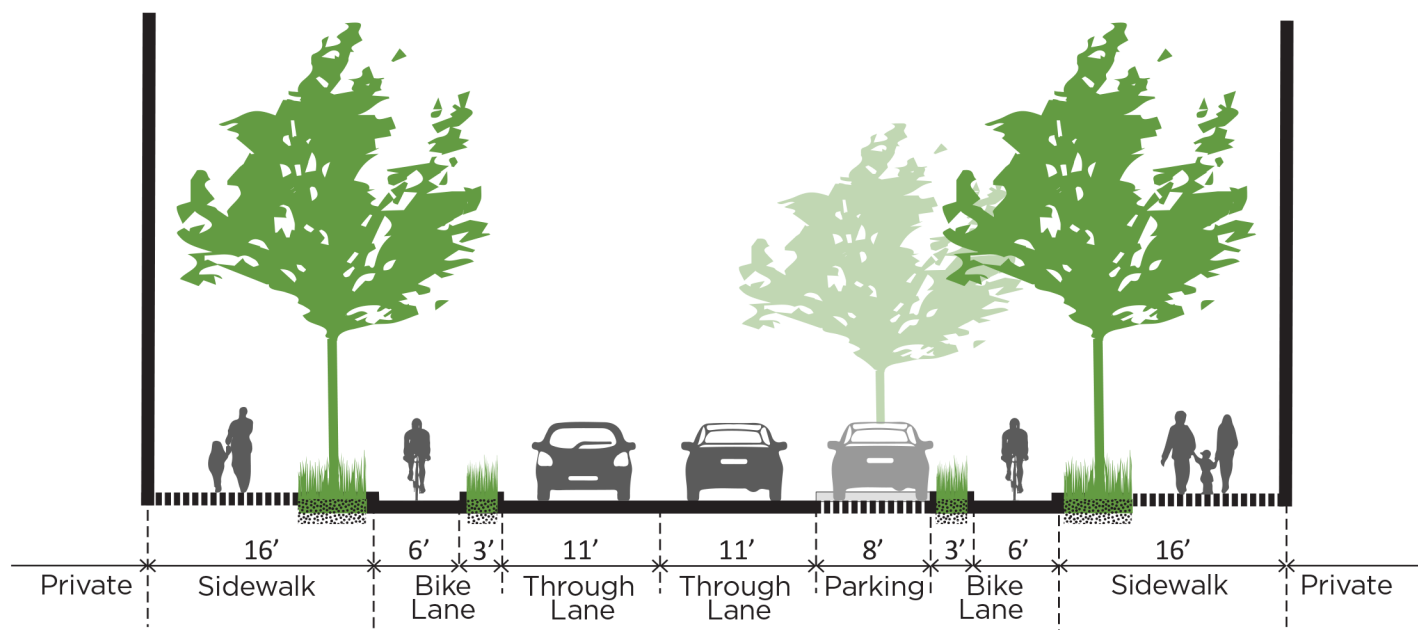 16’ 6’ 3’ 11’ 11’ 8’ 3’ 6’ 16’
Private Sidewalk Bike Through Through Parking Bike Sidewalk Private
Lane Lane Lane Lane